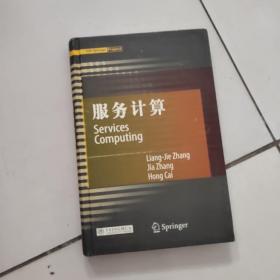 服务计算
Services
Computing
Liang-Jie Zhang
Jia Zhang
Hong Cai
Springer